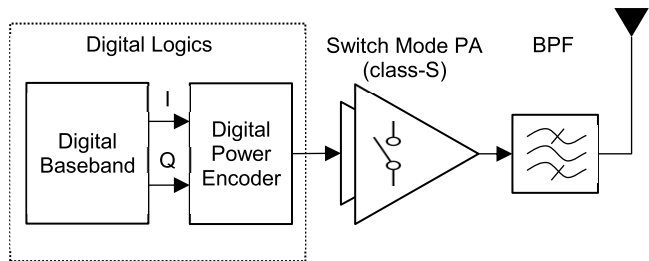 Digital Logics
Switch Mode PA
(class-S)
BPF
Digital
Baseband
I
Q
Digital
Power
Encoder